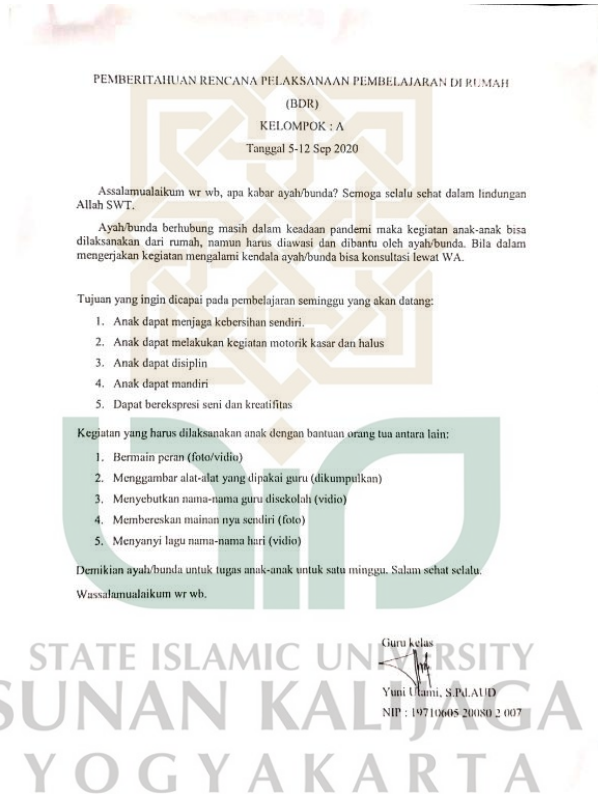 PEMBERITAHUAN RENCANA PELAKSANAAN PEMBELAJARAN DI RUMAH
(BDR)
KELOMPOK : A
Tanggal 5-12 Sep 2020
Assalamualaikum wr wb, apa kabar ayah/bunda? Semoga selalu sehat dalam lindungan
Allah SWT.
Ayah/bunda berhubung masih dalam keadaan pandemi maka kegiatan anak-anak bisa
dilaksanakan dari rumah, namun harus diawasi dan dibantu oleh ayah/bunda. Bila dalam
mengerjakan kegiatan mengalami kendala ayah/bunda bisa konsultasi lewat WA.
Tujuan yang ingin dicapai pada pembelajaran seminggu yang akan datang:
1. Anak dapat menjaga kebersihan sendiri.
2. Anak dapat melakukan kegiatan motorik kasar dan halus
3. Anak dapat disiplin
4. Anak dapat mandiri
5. Dapat berekspresi seni dan kreatifitas
Kegiatan yang harus dilaksanakan anak dengan bantuan orang tua antara lain:
1. Bermain peran (foto/vidio)
2. Menggambar alat-alat yang dipakai guru (dikumpulkan)
3. Menyebutkan nama-nama guru disekolah (vidio)
4. Membereskan mainan nya sendiri (foto)
5. Menyanyi lagu nama-nama hari (vidio)
Demikian ayah/bunda untuk tugas anak-anak untuk satu minggu. Salam sehat selalu.
Wassalamualaikum wr wb.
Guru kelas
Yuni Utami, S.Pd.AUD
NIP : 19710605 20080 2 007
STATE ISLAMIC UNIVERSITY
SUNAN KALIJAGA
YOGYAKARTA